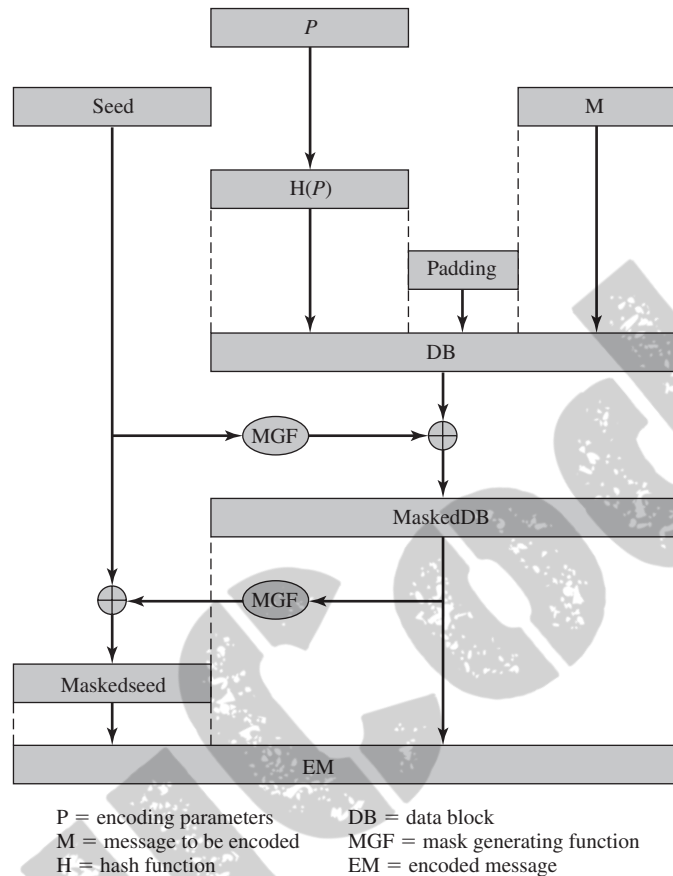 P
Seed
M
H(P)
Padding
DB
MGF
MaskedDB
MGF
Maskedseed
EM
P = encoding parameters
DB = data block
M = message to be encoded
MGF = mask generating function
H = hash function
EM = encoded message